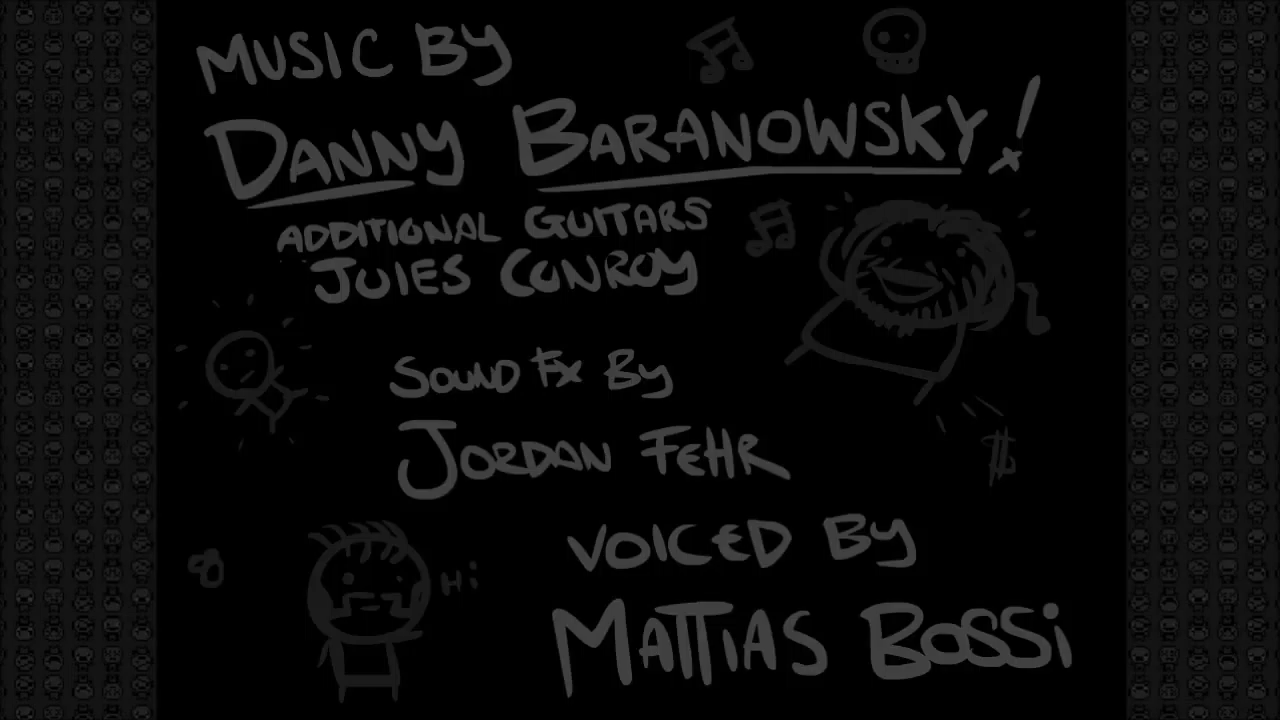 MUSIC BY
DANNY BARANOWSKY!
ADDITIONAL GUITARS
JULES CONROY
SOUND FX BY
JORDAN FEHR
Hi
VOICED BY
MATTIAS BOSSI